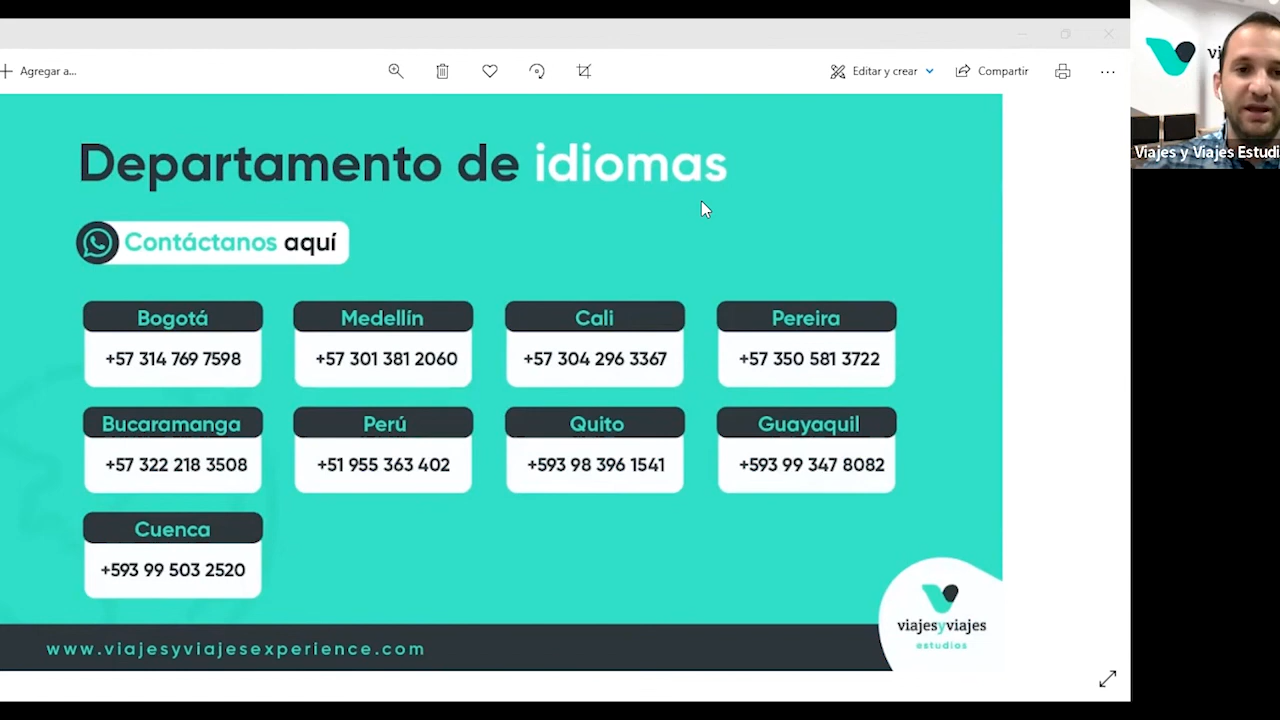 Agregar a...
Editar y crear
Compartir
Viajes y Viajes Estudi
Departamento de idiomas
Contáctanos aquí
Bogotá
+57 314 769 7598
Medellín
+57 301 381 2060
Cali
+57 304 296 3367
Pereira
+57 350 581 3722
Bucaramanga
+57 322 218 3508
Perú
+51 955 363 402
Quito
+593 98 396 1541
Guayaquil
+593 99 347 8082
Cuenca
+593 99 503 2520
www.viajesyviajesexperience.com
viajesyviajes
estudios